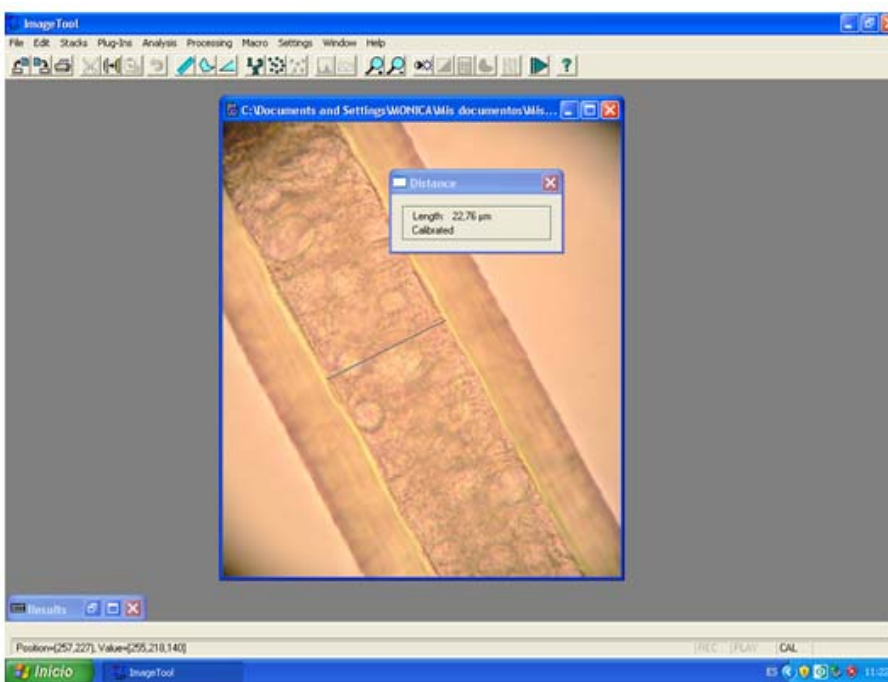 ImageTool
File Edit Stacks Plug-Ins Analysis Processing Macro Settings Window Help
C:\Documents and Settings\MONICA\Mis documentos\Mis...
Distance
Length: 22,76 µm
Calibrated
Results
Position=(257,227), Value=(255,218,140)
REC PLAY CAL
Inicio ImageTool ES